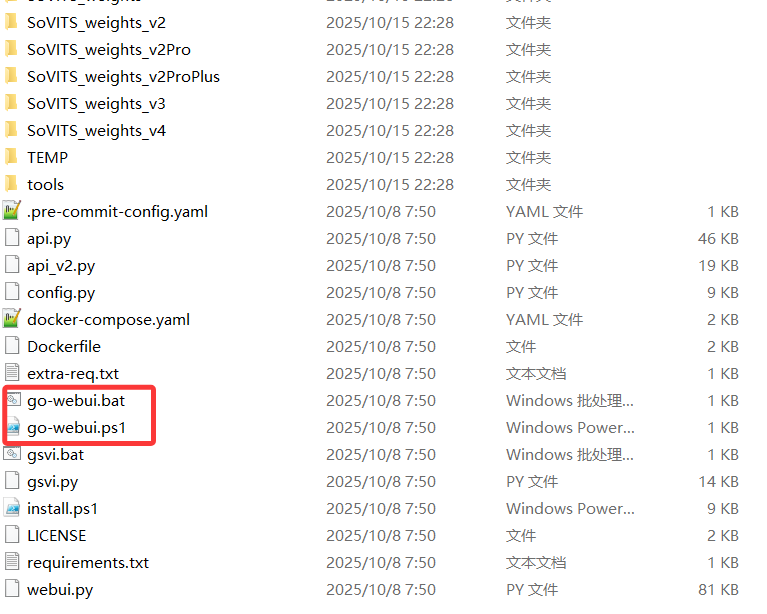 SoVITS_weights 2025/10/15 22:28 文件夹
SoVITS_weights_v2 2025/10/15 22:28 文件夹
SoVITS_weights_v2Pro 2025/10/15 22:28 文件夹
SoVITS_weights_v2ProPlus 2025/10/15 22:28 文件夹
SoVITS_weights_v3 2025/10/15 22:28 文件夹
SoVITS_weights_v4 2025/10/15 22:28 文件夹
TEMP 2025/10/15 22:28 文件夹
tools 2025/10/15 22:28 文件夹
.pre-commit-config.yaml 2025/10/8 7:50 YAML 文件 1 KB
api.py 2025/10/8 7:50 PY 文件 46 KB
api_v2.py 2025/10/8 7:50 PY 文件 19 KB
config.py 2025/10/8 7:50 PY 文件 9 KB
docker-compose.yaml 2025/10/8 7:50 YAML 文件 2 KB
Dockerfile 2025/10/8 7:50 文件 2 KB
extra-req.txt 2025/10/8 7:50 文本文档 1 KB
go-webui.bat 2025/10/8 7:50 Windows 批处理... 1 KB
go-webui.ps1 2025/10/8 7:50 Windows Power... 1 KB
gsvi.bat 2025/10/8 7:50 Windows 批处理... 1 KB
gsvi.py 2025/10/8 7:50 PY 文件 14 KB
install.ps1 2025/10/8 7:50 Windows Power... 9 KB
LICENSE 2025/10/8 7:50 文件 2 KB
requirements.txt 2025/10/8 7:50 文本文档 1 KB
webui.py 2025/10/8 7:50 PY 文件 81 KB